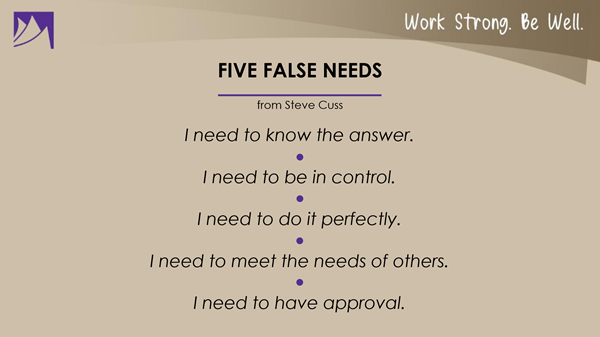 Work Strong. Be Well.
FIVE FALSE NEEDS
from Steve Cuss
I need to know the answer.
I need to be in control.
I need to do it perfectly.
I need to meet the needs of others.
I need to have approval.